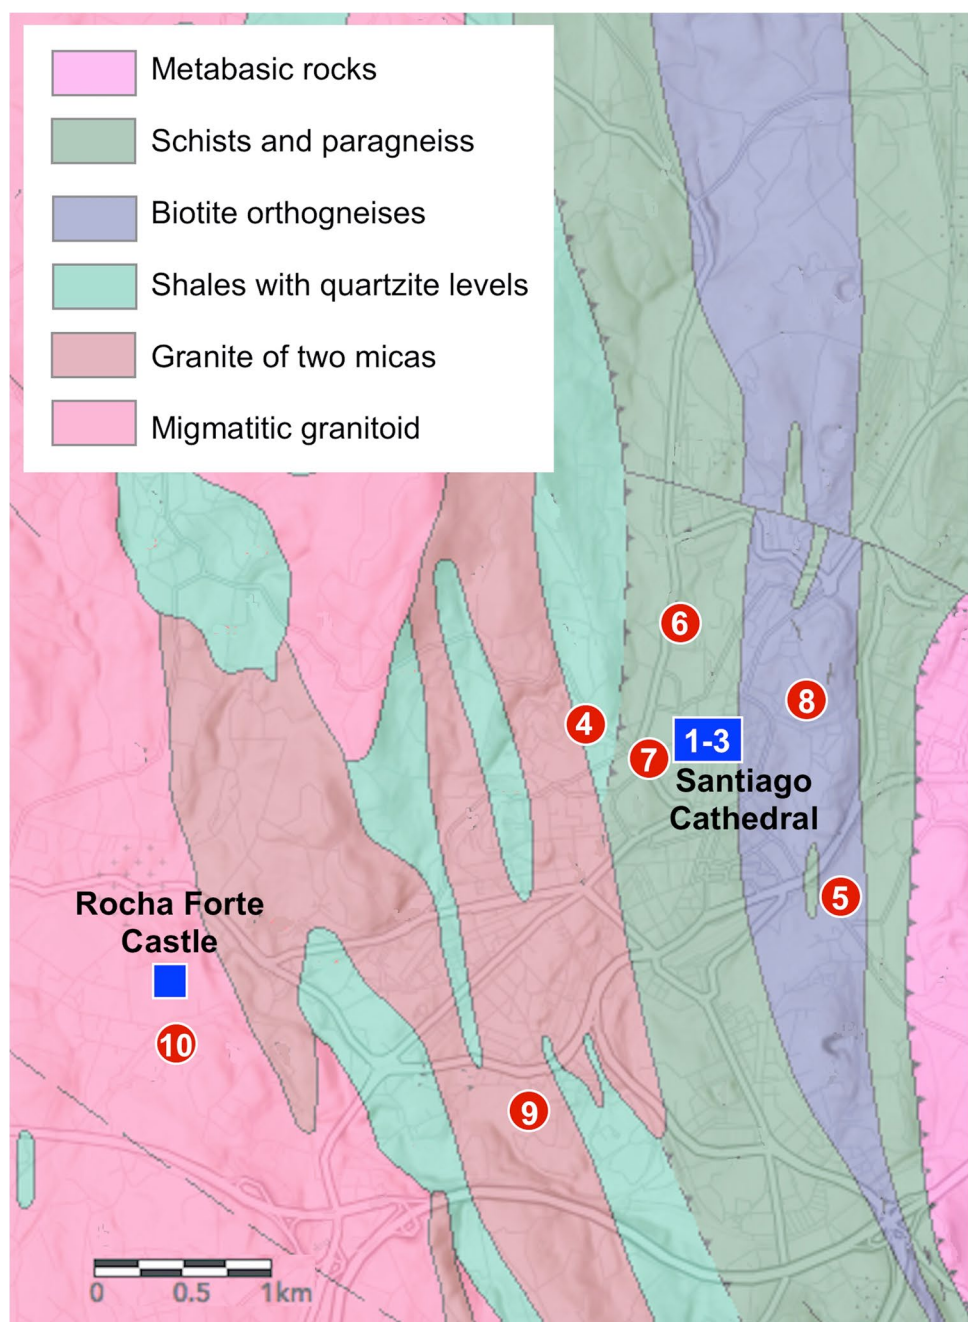 Metabasic rocks
Schists and paragneiss
Biotite orthogneises
Shales with quartzite levels
Granite of two micas
Migmatitic granitoid
6
8
4
1-3
7
Santiago
Cathedral
5
Rocha Forte
Castle
10
9
0 0.5 1km